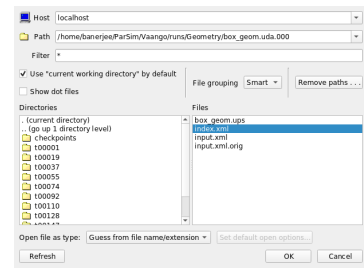 Host localhost
Path /home/banerjee/ParSim/Vaango/runs/Geometry/box_geom.uda.000
Filter *
Use "current working directory" by default
Show dot files
File grouping Smart
Remove paths . . .
Directories
. (current directory)
.. (go up 1 directory level)
checkpoints
t00001
t00019
t00037
t00055
t00074
t00092
t00110
t00128
Files
box_geom.ups
index.xml
input.xml
input.xml.orig
Open file as type: Guess from file name/extension
Set default open options...
Refresh
OK
Cancel